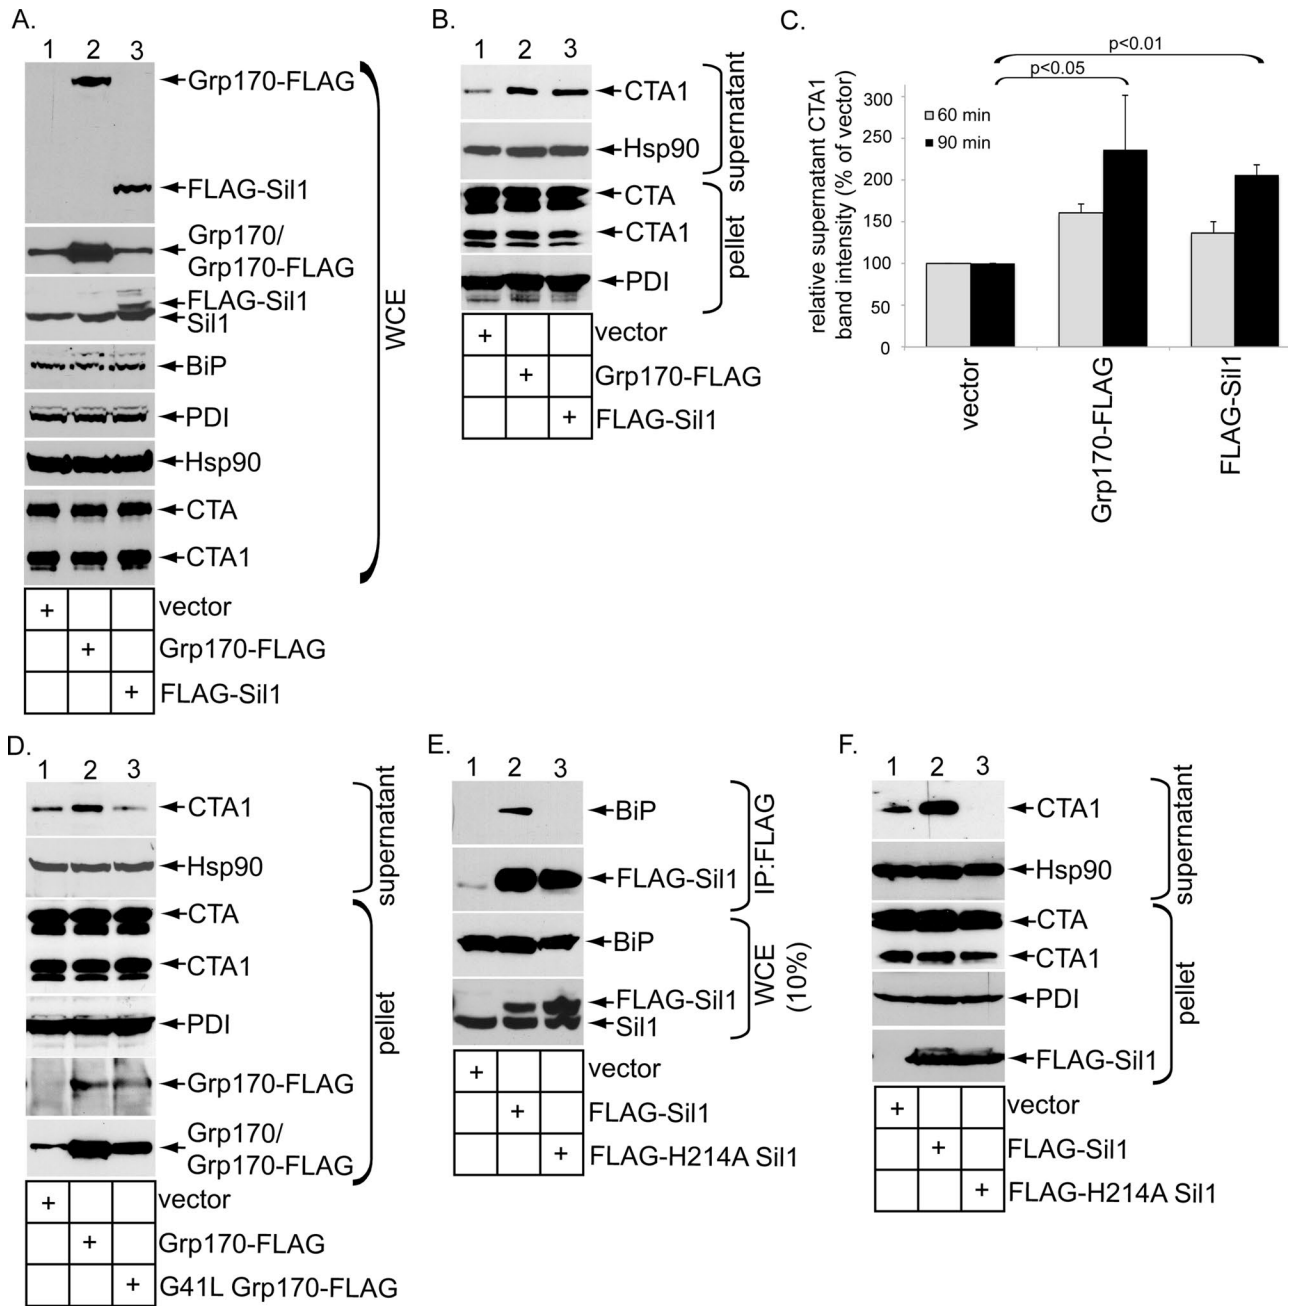 A.
1 2 3
Grp170-FLAG
FLAG-Sil1
Grp170/
Grp170-FLAG
FLAG-Sil1
Sil1
BiP
PDI
Hsp90
CTA
CTA1
WCE
+ vector
+ Grp170-FLAG
+ FLAG-Sil1
B.
1 2 3
CTA1
Hsp90
supernatant
CTA
CTA1
PDI
pellet
+ vector
+ Grp170-FLAG
+ FLAG-Sil1
C.
p<0.01
p<0.05
relative supernatant CTA1
band intensity (% of vector)
300
250
200
150
100
50
0
60 min
90 min
vector
Grp170-FLAG
FLAG-Sil1
D.
1 2 3
CTA1
Hsp90
supernatant
CTA
CTA1
PDI
Grp170-FLAG
Grp170/
Grp170-FLAG
pellet
+ vector
+ Grp170-FLAG
+ G41L Grp170-FLAG
E.
1 2 3
BiP
FLAG-Sil1
IP:FLAG
BiP
FLAG-Sil1
Sil1
WCE
(10%)
+ vector
+ FLAG-Sil1
+ FLAG-H214A Sil1
F.
1 2 3
CTA1
Hsp90
supernatant
CTA
CTA1
PDI
FLAG-Sil1
pellet
+ vector
+ FLAG-Sil1
+ FLAG-H214A Sil1